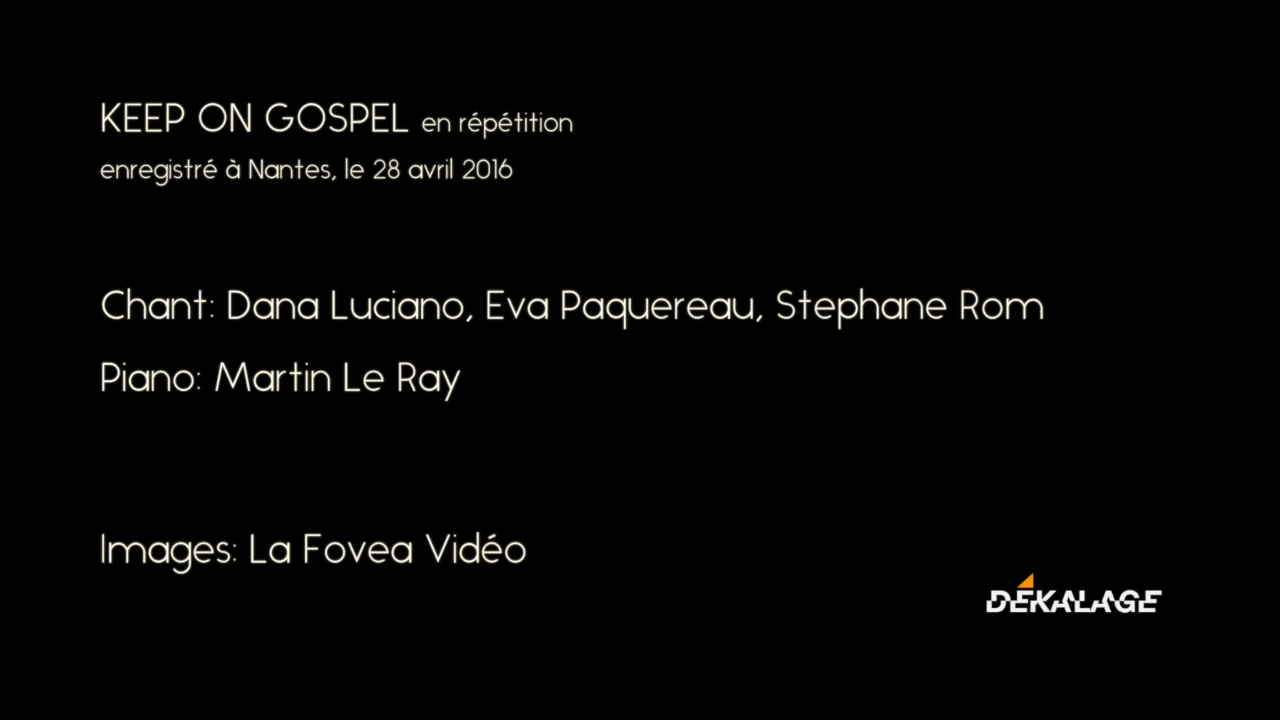 KEEP ON GOSPEL en répétition
enregistré à Nantes, le 28 avril 2016
Chant: Dana Luciano, Eva Paquereau, Stephane Rom
Piano: Martin Le Ray
Images: La Fovea Vidéo
DÉKALAGE